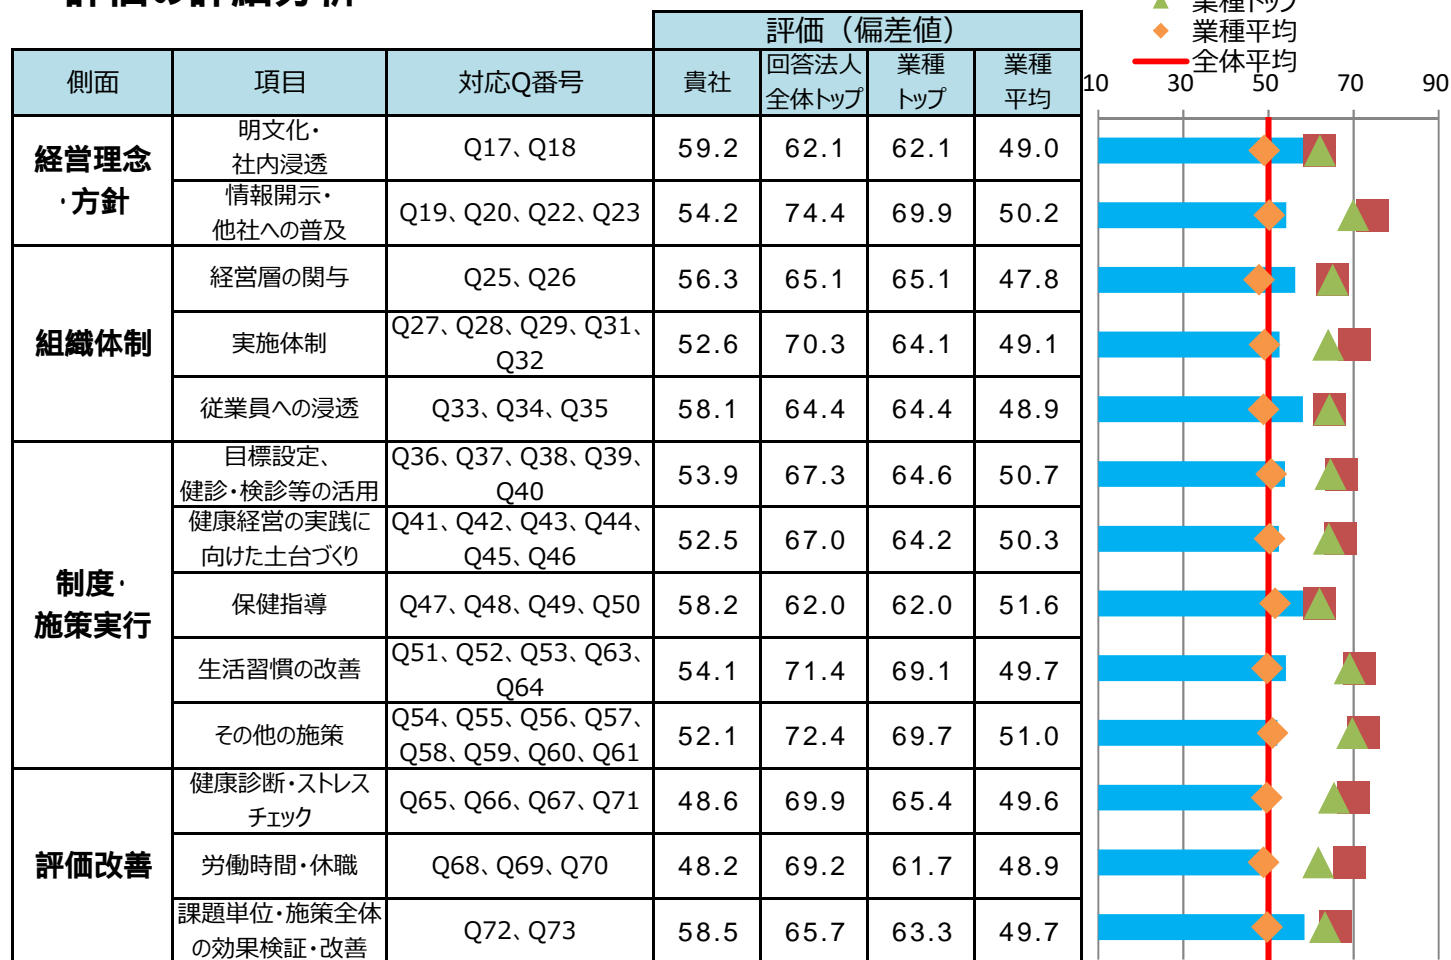 評価の詳細分析
業種トップ
業種平均
全体平均
評価（偏差値）
側面 項目 対応Q番号 貴社 回答法人 業種 業種
全体トップ トップ 平均
10 30 50 70 90
経営理念
・方針
明文化・
社内浸透
Q17、Q18
59.2 62.1 62.1 49.0
情報開示・
他社への普及
Q19、Q20、Q22、Q23
54.2 74.4 69.9 50.2
組織体制
経営層の関与
Q25、Q26
56.3 65.1 65.1 47.8
実施体制
Q27、Q28、Q29、Q31、
Q32
52.6 70.3 64.1 49.1
従業員への浸透
Q33、Q34、Q35
58.1 64.4 64.4 48.9
制度・
施策実行
目標設定、
健診・検診等の活用
Q36、Q37、Q38、Q39、
Q40
53.9 67.3 64.6 50.7
健康経営の実践に
向けた土台づくり
Q41、Q42、Q43、Q44、
Q45、Q46
52.5 67.0 64.2 50.3
保健指導
Q47、Q48、Q49、Q50
58.2 62.0 62.0 51.6
生活習慣の改善
Q51、Q52、Q53、Q63、
Q64
54.1 71.4 69.1 49.7
その他の施策
Q54、Q55、Q56、Q57、
Q58、Q59、Q60、Q61
52.1 72.4 69.7 51.0
評価改善
健康診断・ストレス
チェック
Q65、Q66、Q67、Q71
48.6 69.9 65.4 49.6
労働時間・休職
Q68、Q69、Q70
48.2 69.2 61.7 48.9
課題単位・施策全体
の効果検証・改善
Q72、Q73
58.5 65.7 63.3 49.7